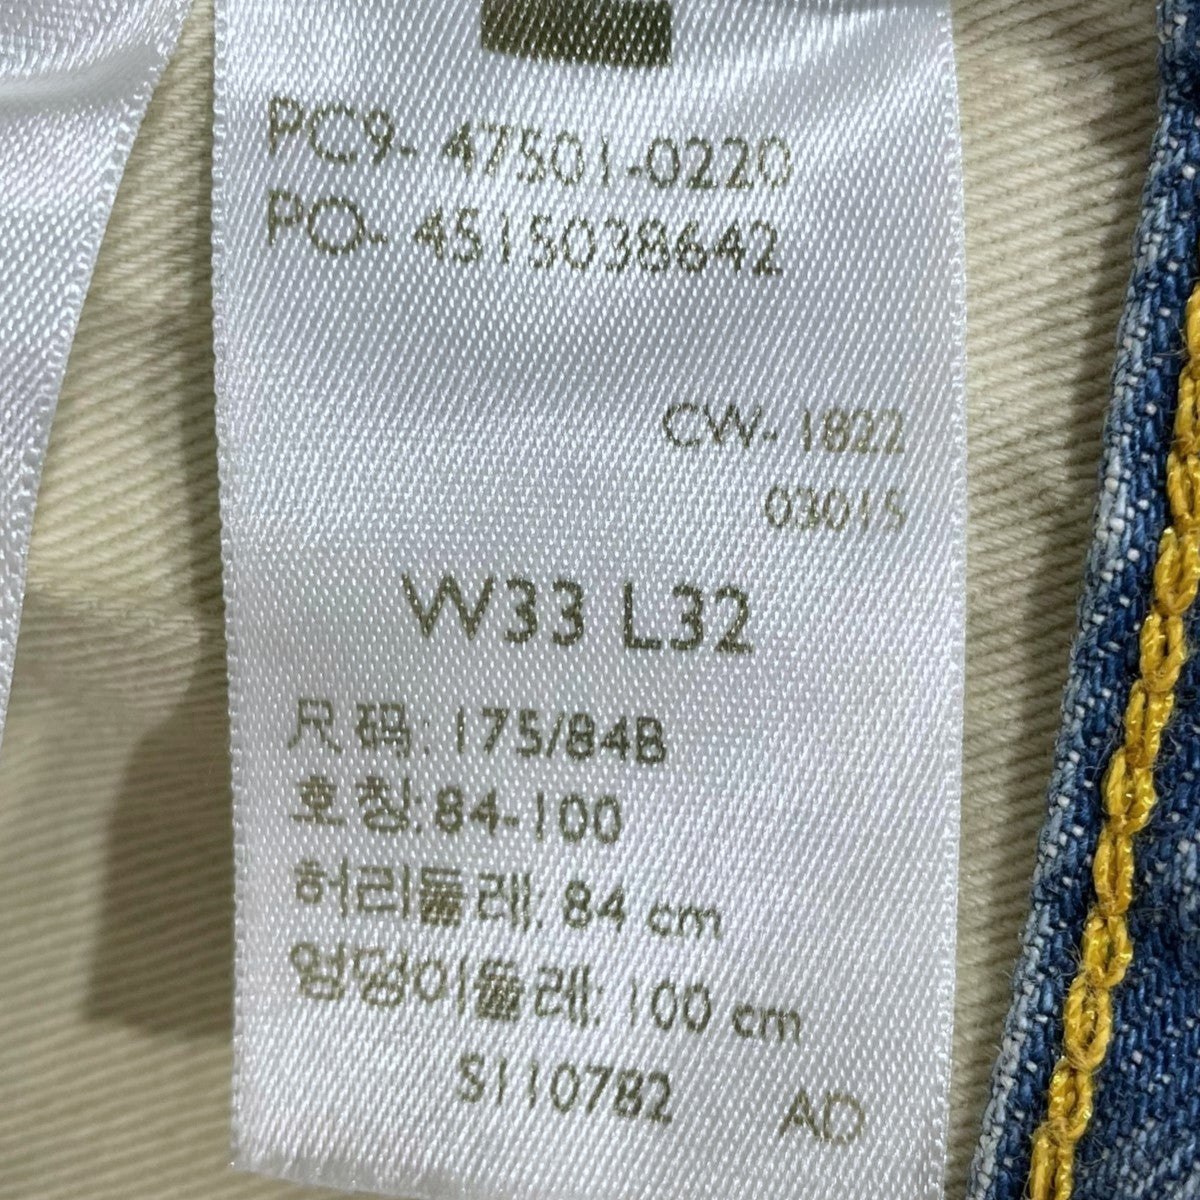 PC9- 47501-0220
PO- 4515038642
CW- 1822
03015
W33 L32
尺码: 175/84B
호칭: 84-100
허리둘레: 84 cm
엉덩이둘레: 100 cm
S110782 AD